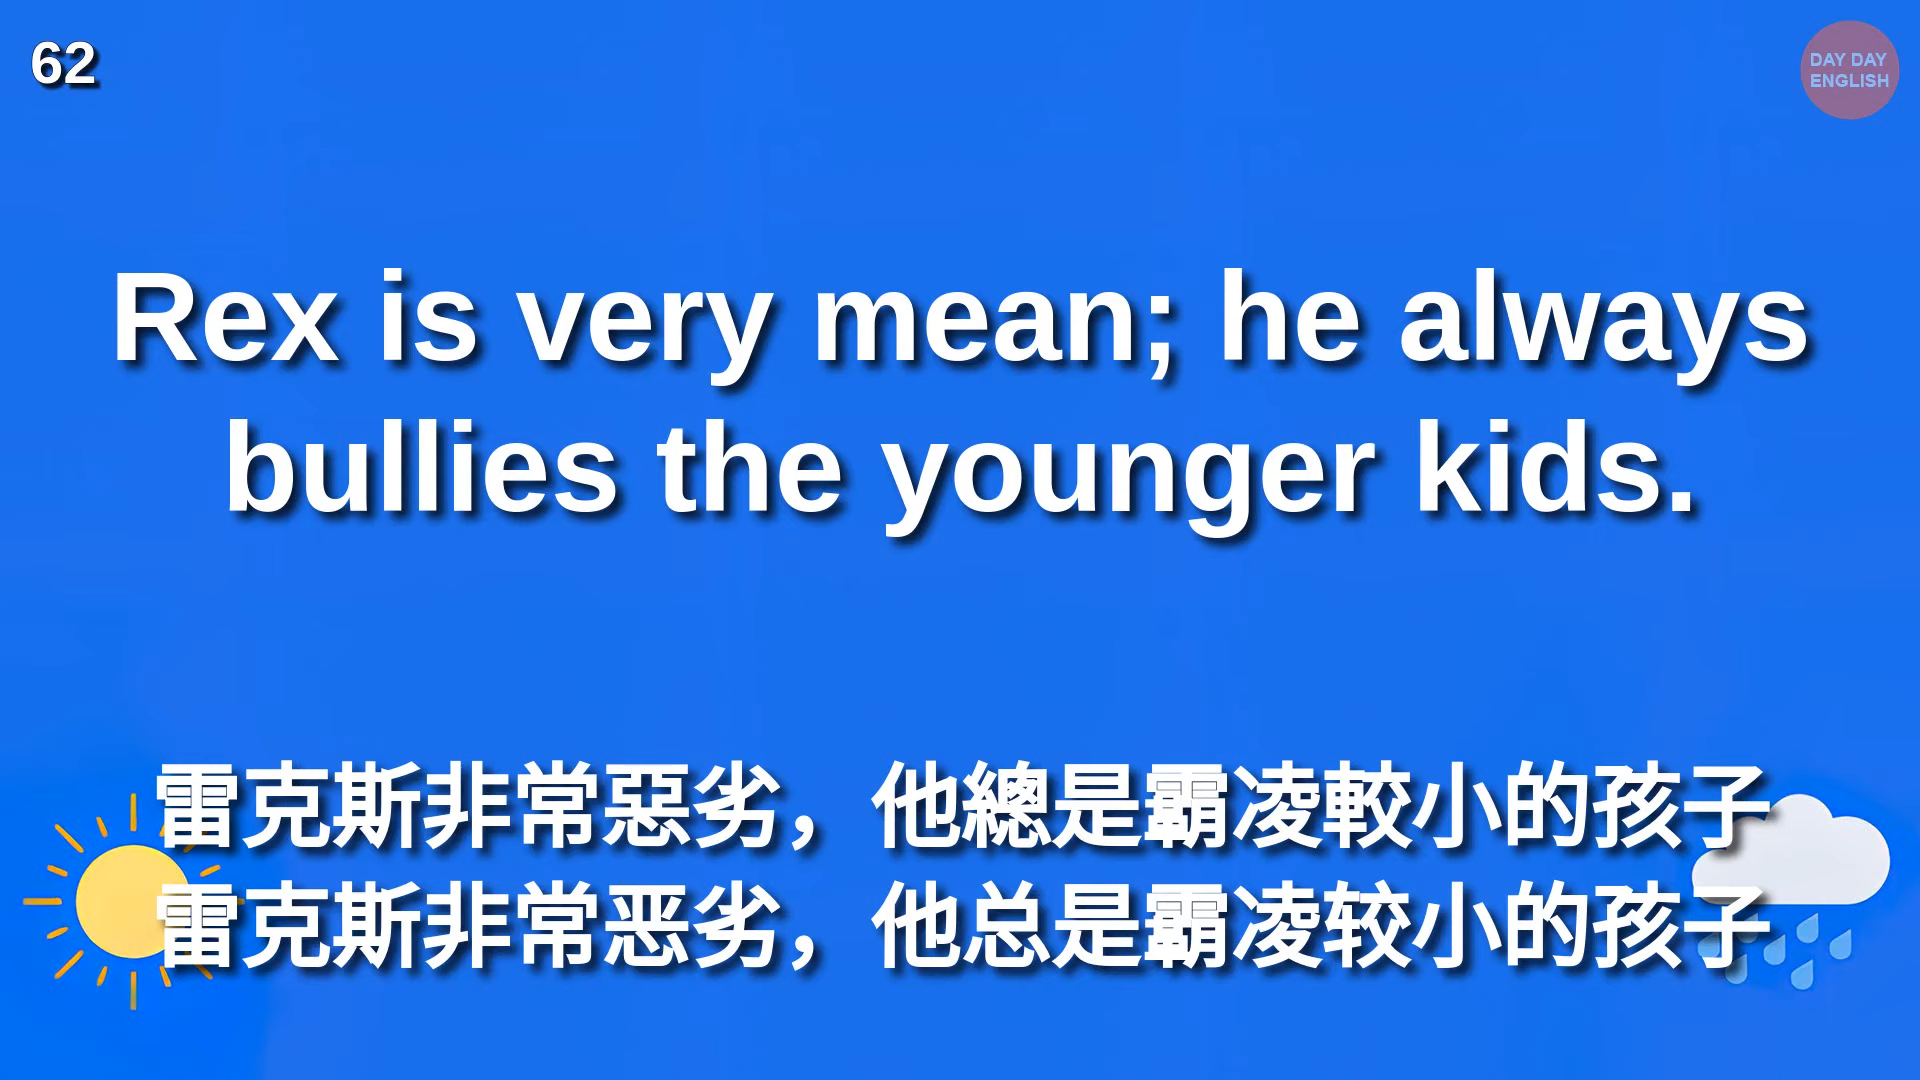 62
DAY DAY
ENGLISH
Rex is very mean; he always
bullies the younger kids.
雷克斯非常惡劣，他總是霸凌較小的孩子
雷克斯非常恶劣，他总是霸凌较小的孩子